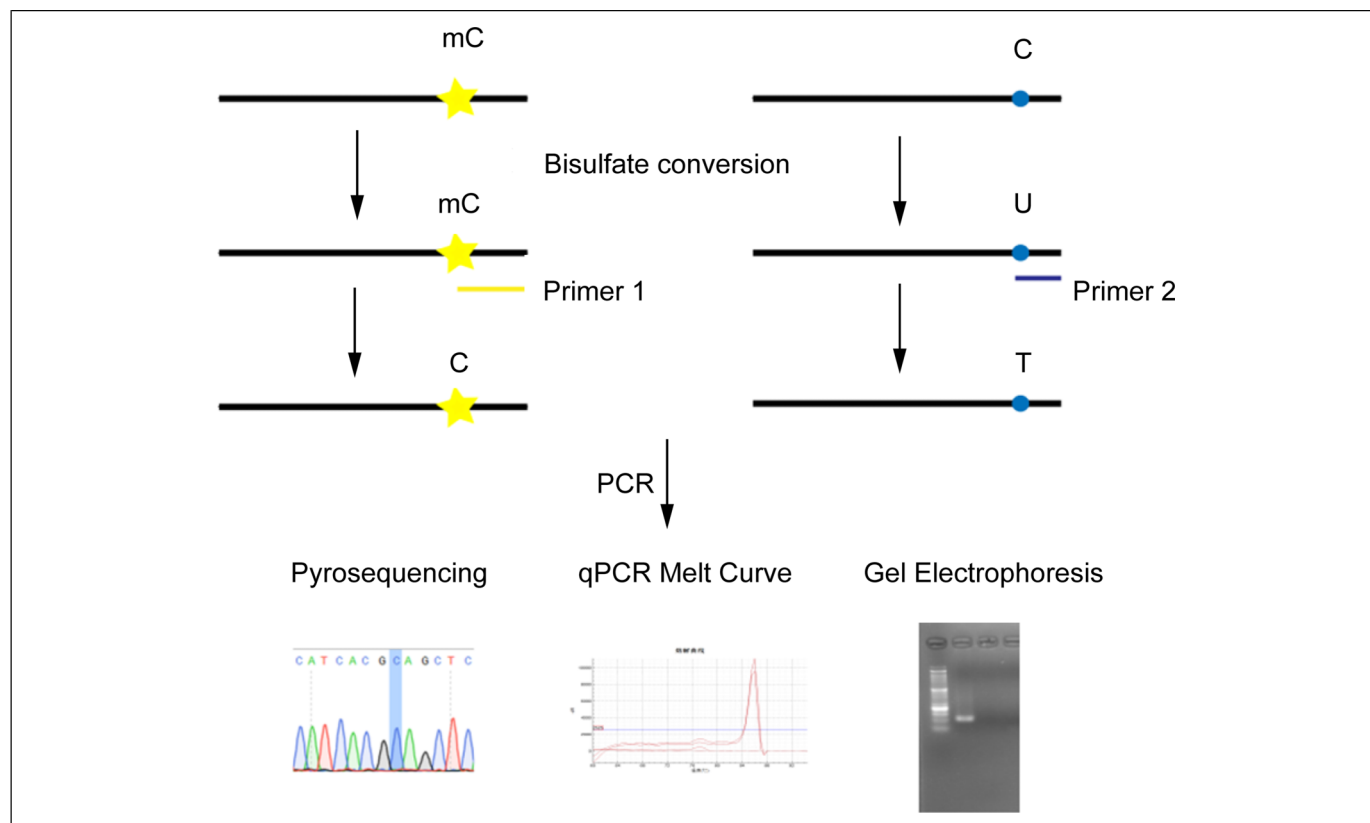 mC
C
Bisulfate conversion
mC
U
Primer 1
Primer 2
C
T
PCR
Pyrosequencing
qPCR Melt Curve
Gel Electrophoresis
C A T C A C G C A G C T C